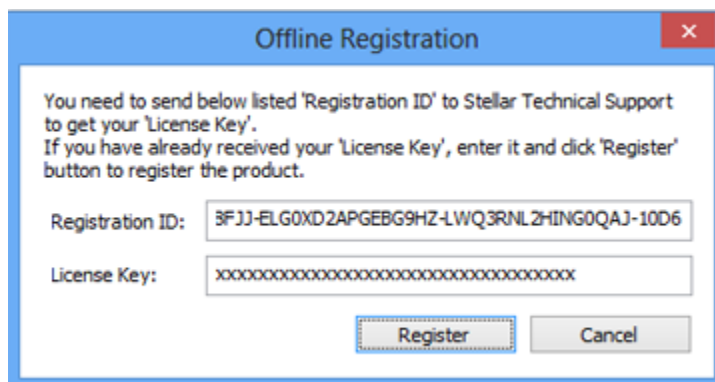 Offline Registration
You need to send below listed 'Registration ID' to Stellar Technical Support
to get your 'License Key'.
If you have already received your 'License Key', enter it and click 'Register'
button to register the product.
Registration ID: 3FJJ-ELG0XD2APGEBG9HZ-LWQ3RNL2HING0QAJ-10D6
License Key: xxxxxxxxxxxxxxxxxxxxxxxxxxxxxxxxxx
Register Cancel